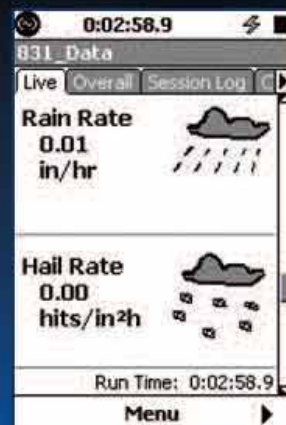 0:02:58.9
831_Data
Live Overall Session Log
Rain Rate
0.01
in/hr
Hail Rate
0.00
hits/in²h
Run Time: 0:02:58.9
Menu